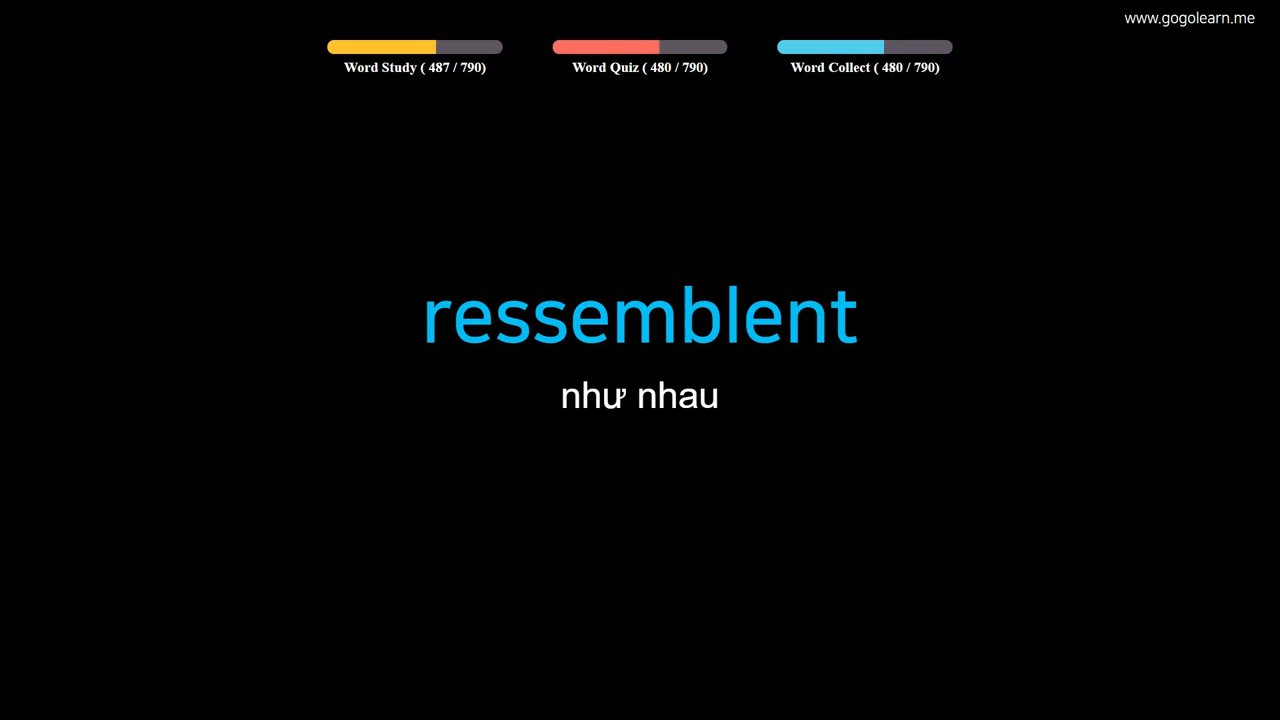 www.gogolearn.me
Word Study ( 487 / 790)
Word Quiz ( 480 / 790)
Word Collect ( 480 / 790)
ressemblent
như nhau